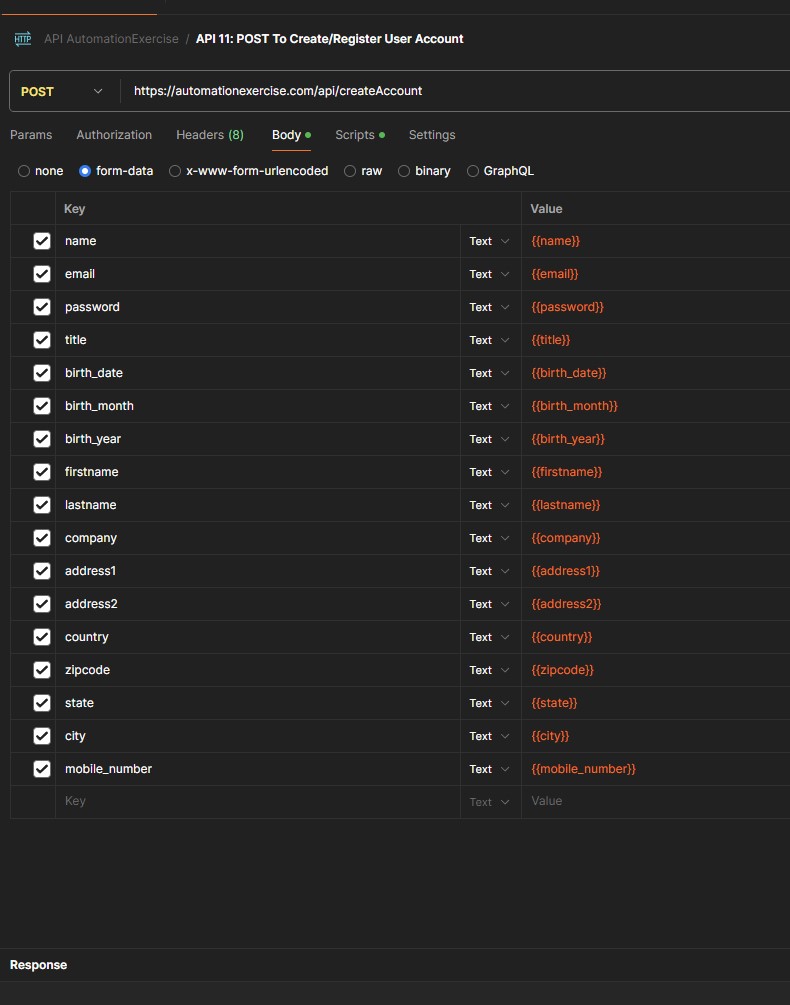 HTTP API AutomationExercise / API 11: POST To Create/Register User Account
POST https://automationexercise.com/api/createAccount
Params Authorization Headers (8) Body Scripts Settings
none form-data x-www-form-urlencoded raw binary GraphQL
Key Value
name Text {{name}}
email Text {{email}}
password Text {{password}}
title Text {{title}}
birth_date Text {{birth_date}}
birth_month Text {{birth_month}}
birth_year Text {{birth_year}}
firstname Text {{firstname}}
lastname Text {{lastname}}
company Text {{company}}
address1 Text {{address1}}
address2 Text {{address2}}
country Text {{country}}
zipcode Text {{zipcode}}
state Text {{state}}
city Text {{city}}
mobile_number Text {{mobile_number}}
Key Text Value
Response